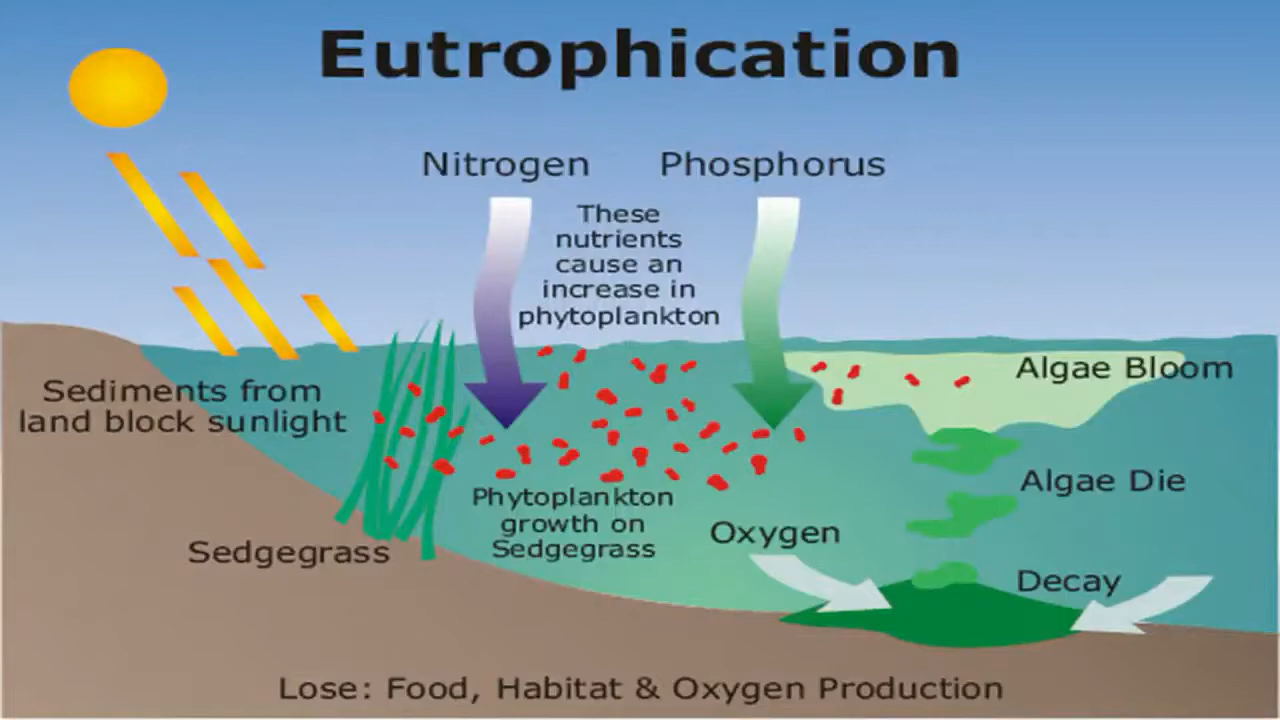 Eutrophication
Nitrogen
Phosphorus
These
nutrients
cause an
increase in
phytoplankton
Algae Bloom
Sediments from
land block sunlight
Algae Die
Phytoplankton
growth on
Sedgegrass
Oxygen
Sedgegrass
Decay
Lose: Food, Habitat & Oxygen Production